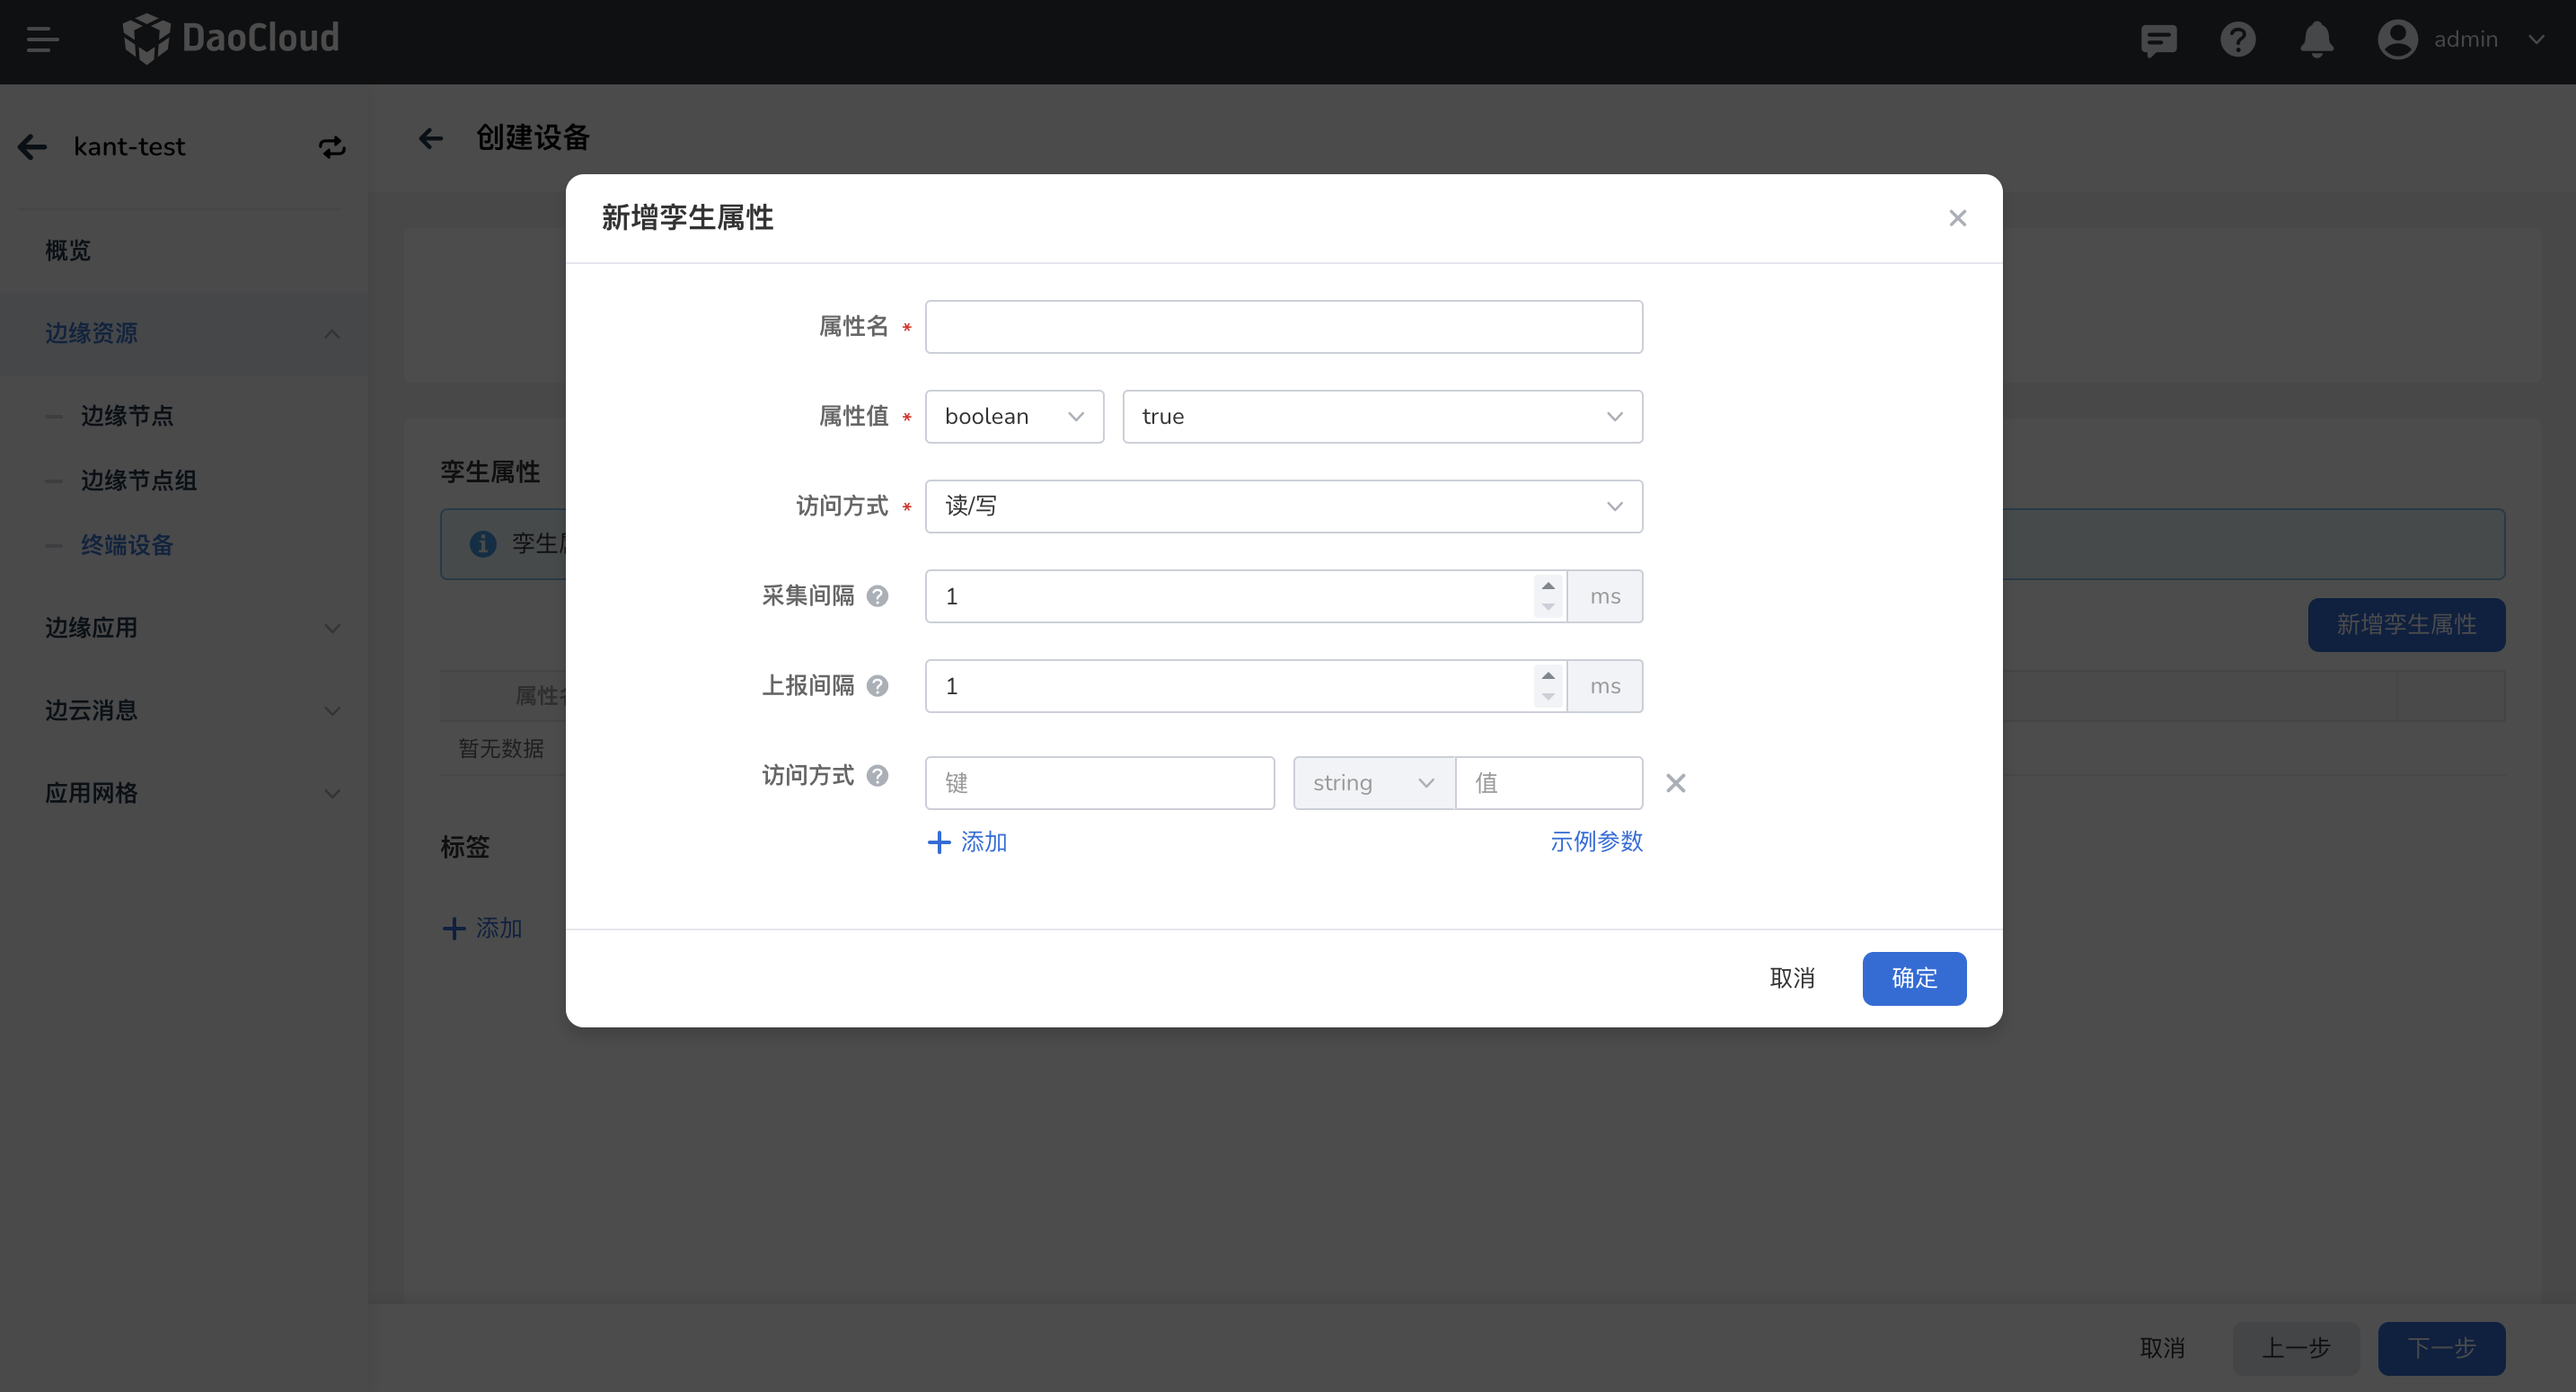 DaoCloud
admin
kant-test
创建设备
概览
边缘资源
边缘节点
边缘节点组
终端设备
边缘应用
边云消息
应用网格
孪生属性
孪生
新增孪生属性
属性
暂无数据
标签
添加
新增孪生属性
属性名 *
属性值 * boolean true
访问方式 * 读/写
采集间隔 1 ms
上报间隔 1 ms
访问方式 键 string 值
添加 示例参数
取消 确定
取消 上一步 下一步